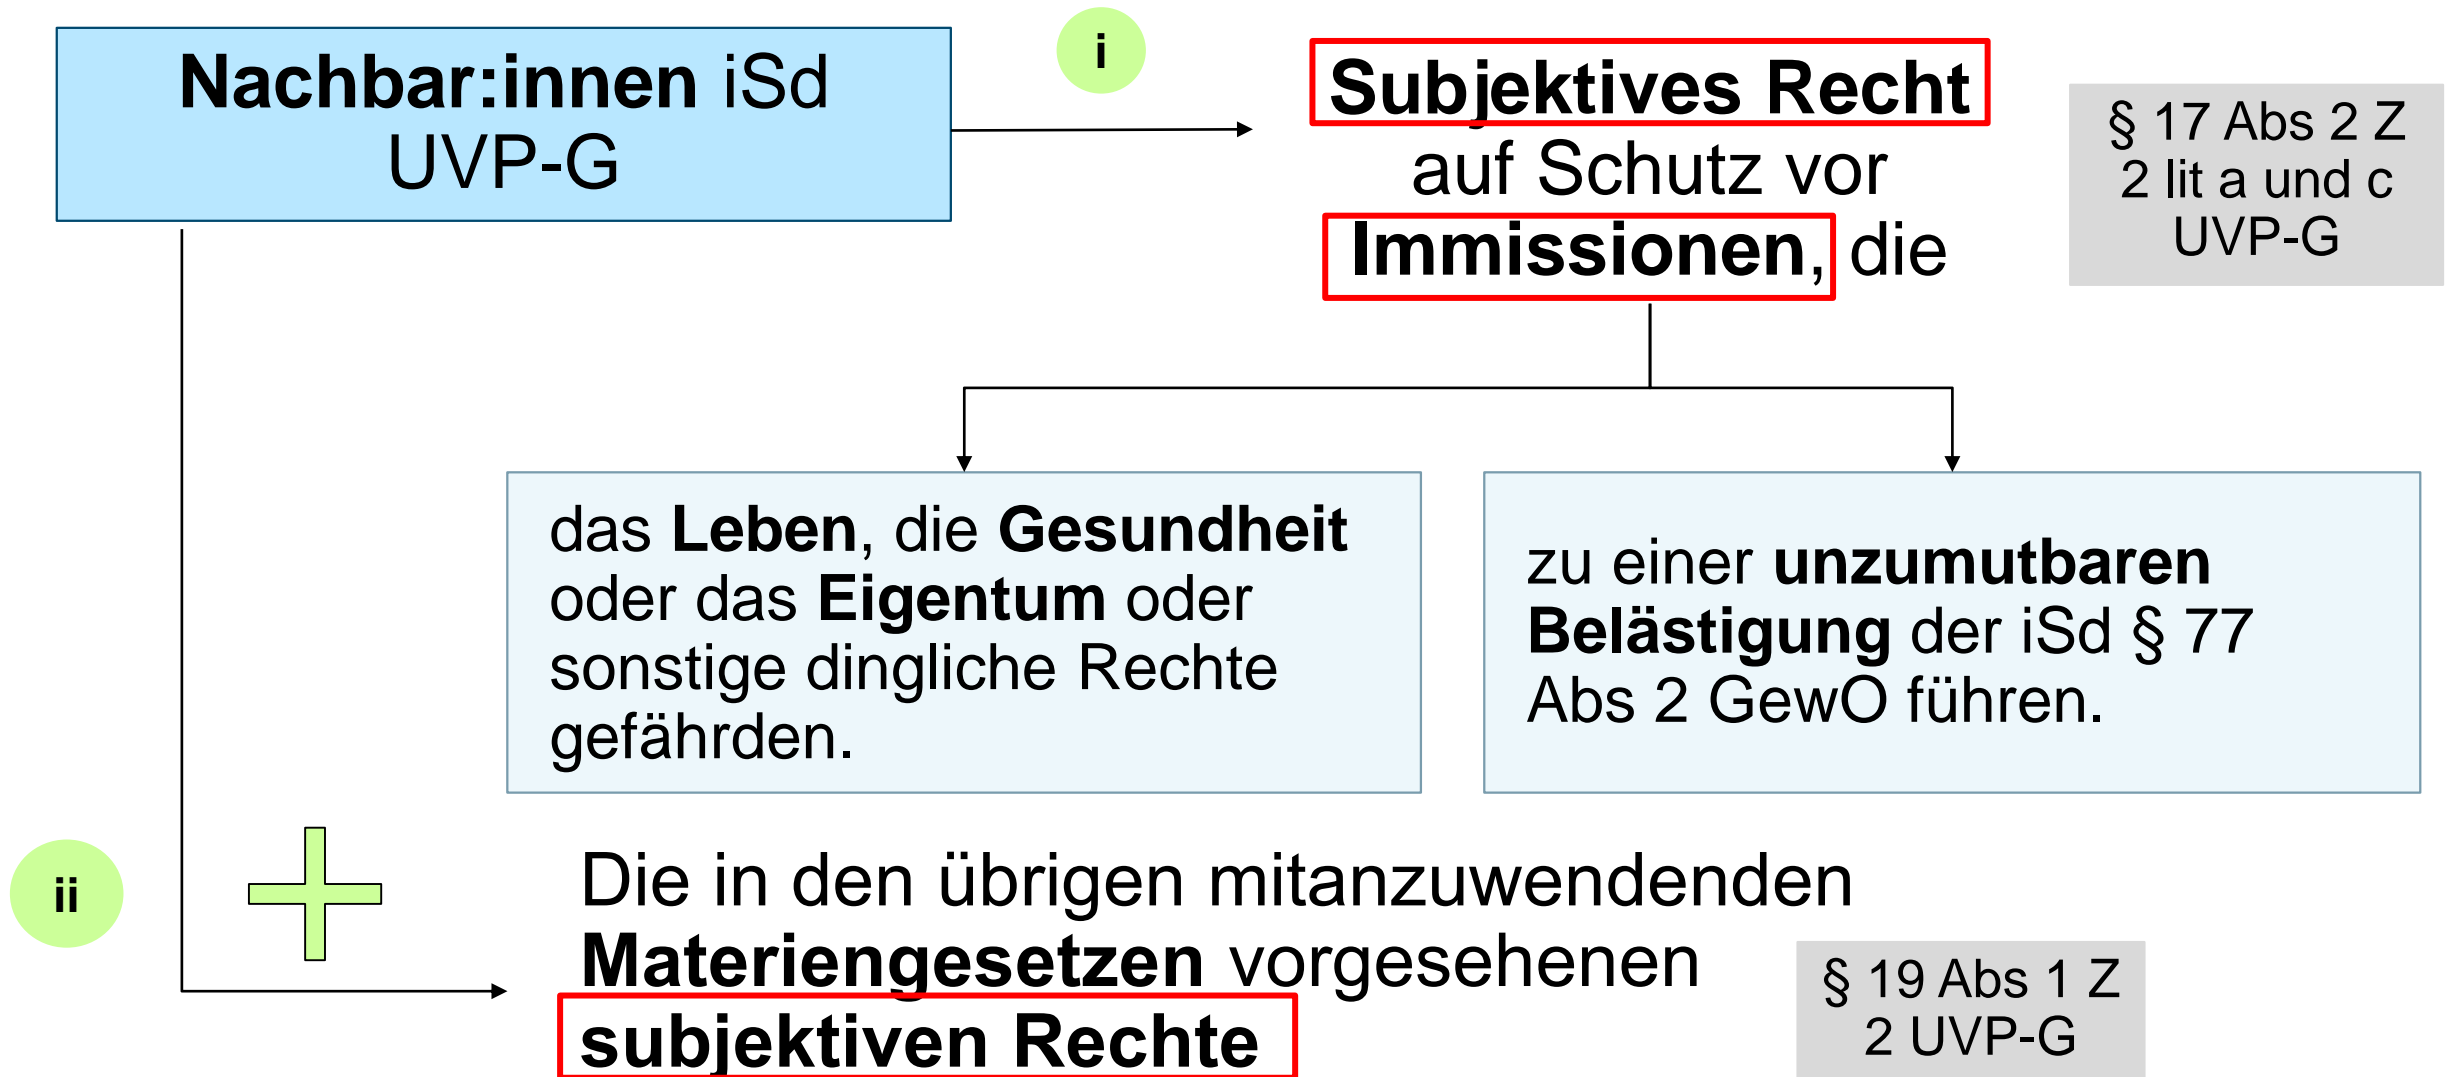 Nachbar:innen iSd
UVP-G
i
Subjektives Recht
auf Schutz vor
Immissionen, die
§ 17 Abs 2 Z
2 lit a und c
UVP-G
das Leben, die Gesundheit
oder das Eigentum oder
sonstige dingliche Rechte
gefährden.
zu einer unzumutbaren
Belästigung der iSd § 77
Abs 2 GewO führen.
ii
Die in den übrigen mitanzuwendenden
Materiengesetzen vorgesehenen
subjektiven Rechte
§ 19 Abs 1 Z
2 UVP-G